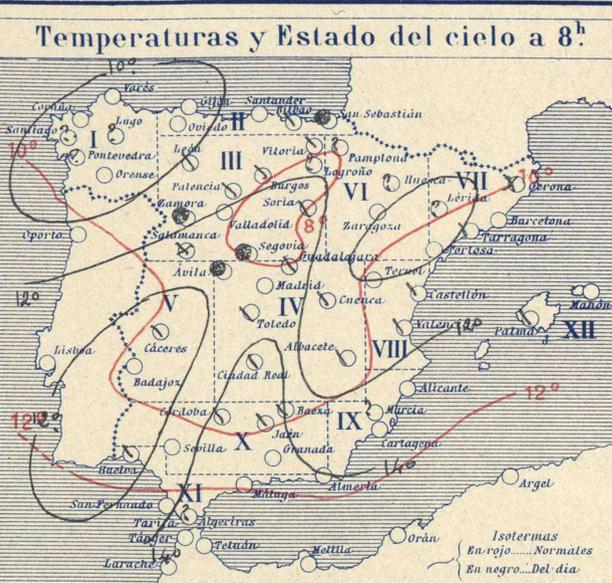 Temperaturas y Estado del cielo a 8h.
10°
Varés
Coruña
Gijón
Santander
Bilbao
San Sebastián
Santiago
Lugo
I
Oviedo
II
10°
Pontevedra
León
III
Vitoria
Pamplona
Logroño
Orense
Palencia
Burgos
VI
Huesca
VII
10°
Gerona
Zamora
Soria
Lérida
Valladolid
8°
Zaragoza
Barcelona
Oporto
Salamanca
Segovia
Guadalajara
Tarragona
Tortosa
Ávila
Teruel
12°
Madrid
V
IV
Cuenca
Castellón
Mahón
Toledo
Valencia
12°
Palma
XII
Cáceres
Albacete
VIII
Lisboa
Ciudad Real
Badajoz
Alicante
12°
12°
Córdoba
Baeza
IX
Murcia
X
Jaén
Cartagena
Sevilla
Granada
Huelva
14°
XI
Málaga
Almería
Argel
San Fernando
Tarifa
Algeciras
Tánger
Tetuán
Orán
Larache
Melilla
Isotermas
En rojo......Normales
En negro...Del dia